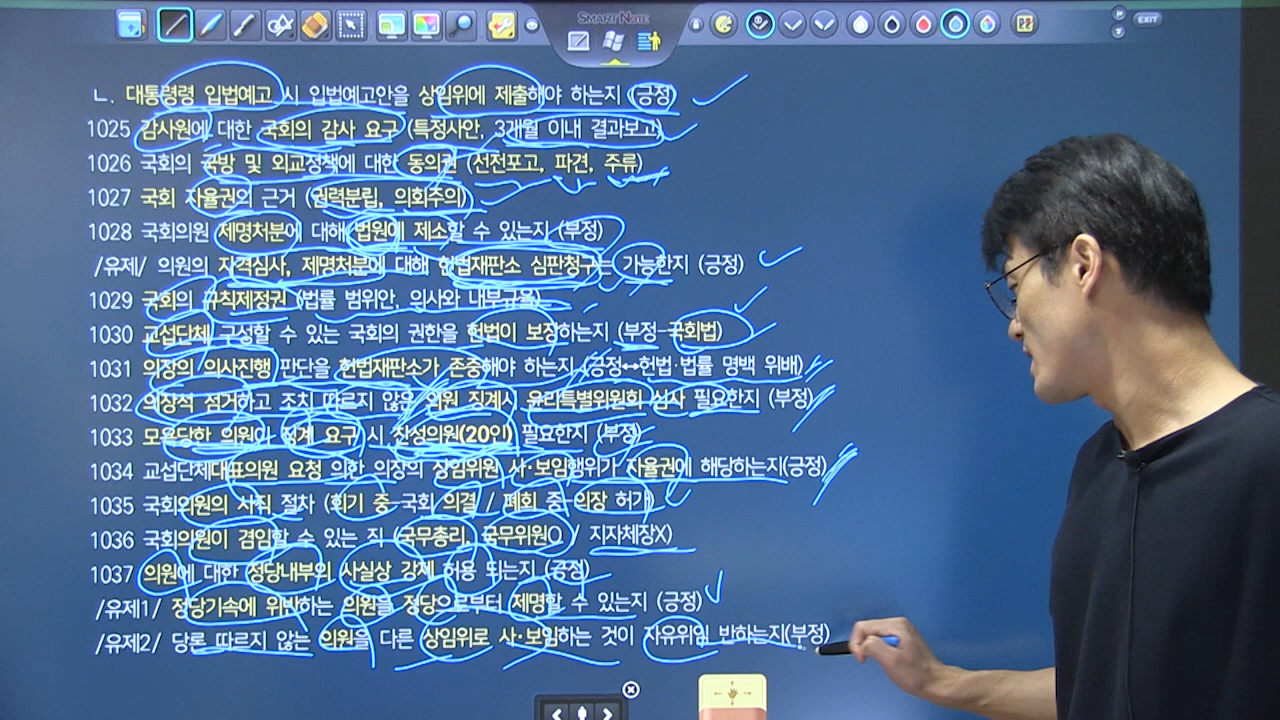 SMART NOTE
EXIT
ㄴ. 대통령령 입법예고 시 입법예고안을 상임위에 제출해야 하는지 (긍정)
1025 감사원에 대한 국회의 감사 요구 (특정사안, 3개월 이내 결과보고)
1026 국회의 국방 및 외교정책에 대한 동의권 (선전포고, 파견, 주류)
1027 국회 자율권의 근거 (권력분립, 의회주의)
1028 국회의원 제명처분에 대해 법원에 제소할 수 있는지 (부정)
/유제/ 의원의 자격심사, 제명처분에 대해 헌법재판소 심판청구는 가능한지 (긍정)
1029 국회의 규칙제정권 (법률 범위안, 의사와 내부규율)
1030 교섭단체 구성할 수 있는 국회의 권한을 헌법이 보장하는지 (부정-국회법)
1031 의장의 의사진행 판단을 헌법재판소가 존중해야 하는지 (긍정↔헌법·법률 명백 위배)
1032 의장석 점거하고 조치 따르지 않은 의원 징계시 윤리특별위원회 심사 필요한지 (부정)
1033 모욕당한 의원이 징계 요구 시 찬성의원(20인) 필요한지 (부정)
1034 교섭단체대표의원 요청 의한 의장의 상임위원 사·보임행위가 자율권에 해당하는지(긍정)
1035 국회의원의 사직 절차 (회기 중-국회 의결 / 폐회 중-의장 허가)
1036 국회의원이 겸임할 수 있는 직 (국무총리, 국무위원O / 지자체장X)
1037 의원에 대한 정당내부의 사실상 강제 허용 되는지 (긍정)
/유제1/ 정당기속에 위반하는 의원을 정당으로부터 제명할 수 있는지 (긍정)
/유제2/ 당론 따르지 않는 의원을 다른 상임위로 사·보임하는 것이 자유위임 반하는지(부정)